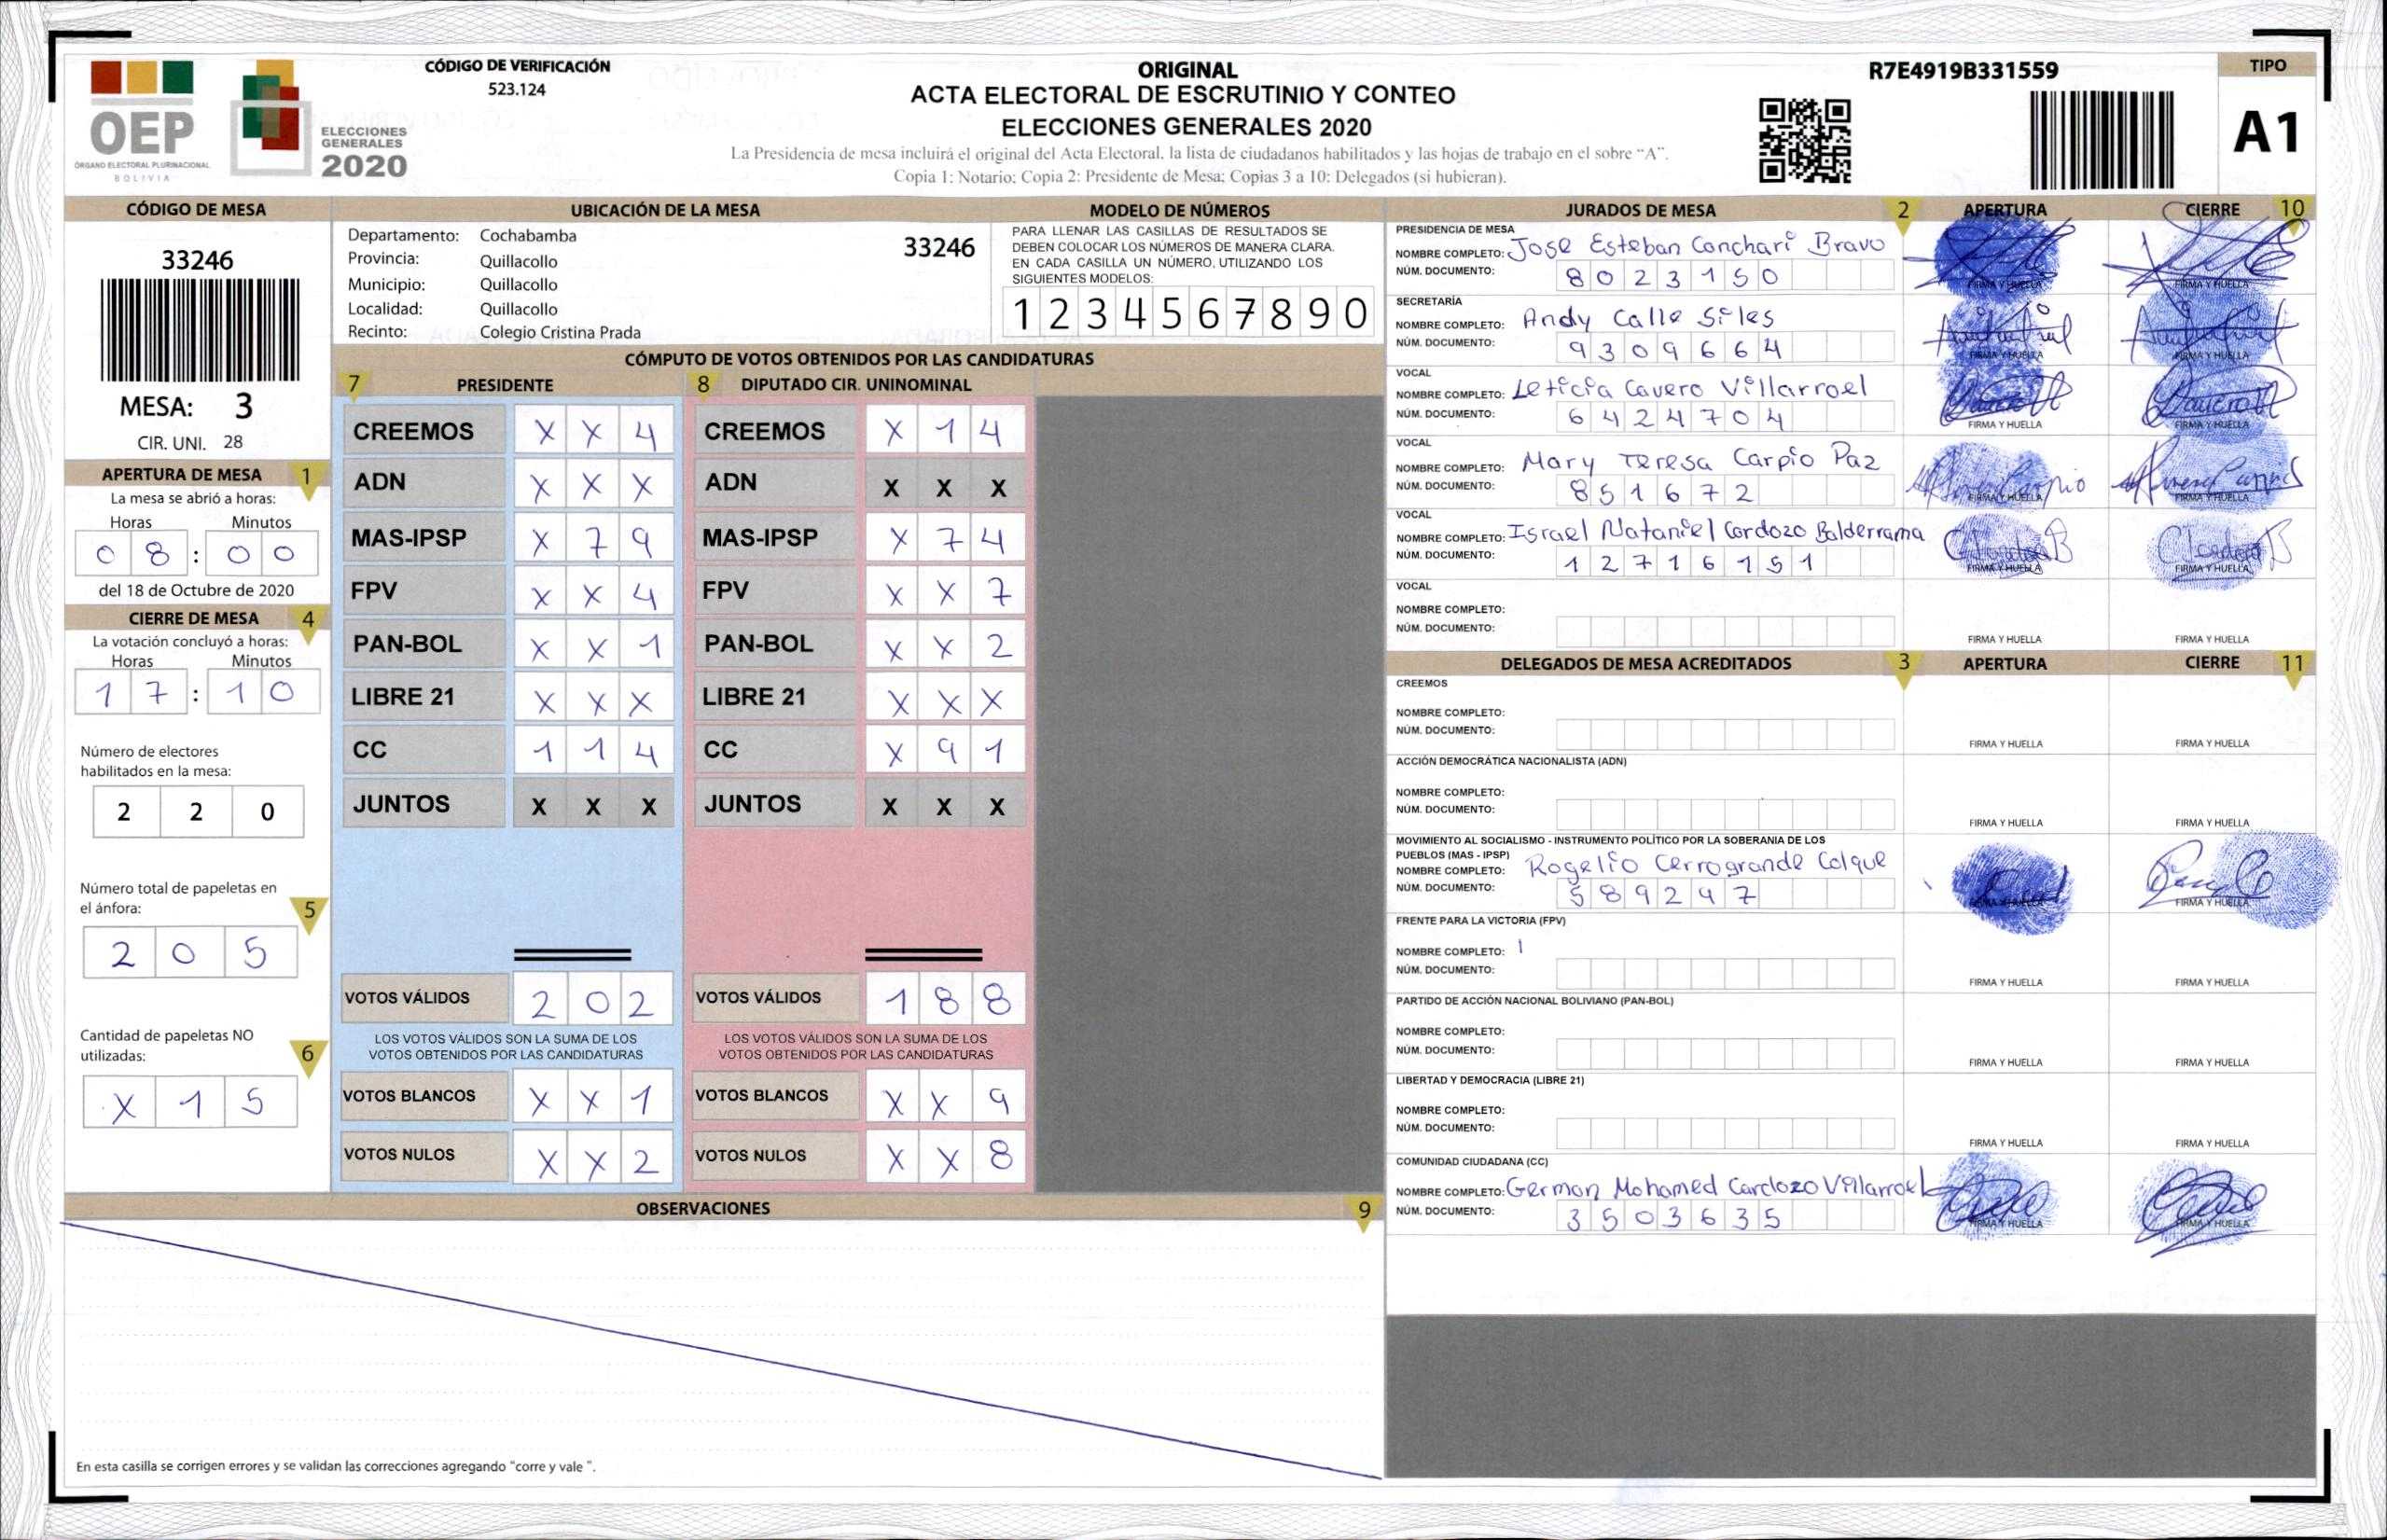 CÓDIGO DE VERIFICACIÓN
523.124
OEP
ÓRGANO ELECTORAL PLURINACIONAL
BOLIVIA
ELECCIONES
GENERALES
2020
ORIGINAL
ACTA ELECTORAL DE ESCRUTINIO Y CONTEO
ELECCIONES GENERALES 2020
La Presidencia de mesa incluirá el original del Acta Electoral, la lista de ciudadanos habilitados y las hojas de trabajo en el sobre “A”.
Copia 1: Notario; Copia 2: Presidente de Mesa; Copias 3 a 10: Delegados (si hubieran).
R7E4919B331559
TIPO
A1
CÓDIGO DE MESA
33246
MESA: 3
CIR. UNI. 28
APERTURA DE MESA 1
La mesa se abrió a horas:
Horas Minutos
0 8 : 0 0
del 18 de Octubre de 2020
CIERRE DE MESA 4
La votación concluyó a horas:
Horas Minutos
1 7 : 1 0
Número de electores
habilitados en la mesa:
2 2 0
Número total de papeletas en
el ánfora: 5
2 0 5
Cantidad de papeletas NO
utilizadas: 6
X 1 5
UBICACIÓN DE LA MESA
Departamento: Cochabamba
Provincia: Quillacollo
Municipio: Quillacollo
Localidad: Quillacollo
Recinto: Colegio Cristina Prada
33246
MODELO DE NÚMEROS
PARA LLENAR LAS CASILLAS DE RESULTADOS SE
DEBEN COLOCAR LOS NÚMEROS DE MANERA CLARA.
EN CADA CASILLA UN NÚMERO, UTILIZANDO LOS
SIGUIENTES MODELOS:
1 2 3 4 5 6 7 8 9 0
CÓMPUTO DE VOTOS OBTENIDOS POR LAS CANDIDATURAS
7 PRESIDENTE 8 DIPUTADO CIR. UNINOMINAL
CREEMOS X X 4 CREEMOS X 1 4
ADN X X X ADN X X X
MAS-IPSP X 7 9 MAS-IPSP X 7 4
FPV X X 4 FPV X X 7
PAN-BOL X X 1 PAN-BOL X X 2
LIBRE 21 X X X LIBRE 21 X X X
CC 1 1 4 CC X 9 1
JUNTOS X X X JUNTOS X X X
VOTOS VÁLIDOS 2 0 2 VOTOS VÁLIDOS 1 8 8
LOS VOTOS VÁLIDOS SON LA SUMA DE LOS LOS VOTOS VÁLIDOS SON LA SUMA DE LOS
VOTOS OBTENIDOS POR LAS CANDIDATURAS VOTOS OBTENIDOS POR LAS CANDIDATURAS
VOTOS BLANCOS X X 1 VOTOS BLANCOS X X 9
VOTOS NULOS X X 2 VOTOS NULOS X X 8
OBSERVACIONES 9
En esta casilla se corrigen errores y se validan las correcciones agregando "corre y vale ".
JURADOS DE MESA 2 APERTURA CIERRE 10
PRESIDENCIA DE MESA
NOMBRE COMPLETO: Jose Esteban Conchari Bravo
NÚM. DOCUMENTO: 8 0 2 3 1 5 0
FIRMA Y HUELLA FIRMA Y HUELLA
SECRETARÍA
NOMBRE COMPLETO: Andy Calle Siles
NÚM. DOCUMENTO: 9 3 0 9 6 6 4
FIRMA Y HUELLA FIRMA Y HUELLA
VOCAL
NOMBRE COMPLETO: Leticia Cavero Villarroel
NÚM. DOCUMENTO: 6 4 2 4 7 0 4
FIRMA Y HUELLA FIRMA Y HUELLA
VOCAL
NOMBRE COMPLETO: Mary Teresa Carpio Paz
NÚM. DOCUMENTO: 8 5 1 6 7 2
FIRMA Y HUELLA FIRMA Y HUELLA
VOCAL
NOMBRE COMPLETO: Israel Nataniel Cardozo Balderrama
NÚM. DOCUMENTO: 1 2 7 1 6 1 5 1
FIRMA Y HUELLA FIRMA Y HUELLA
VOCAL
NOMBRE COMPLETO:
NÚM. DOCUMENTO:
FIRMA Y HUELLA FIRMA Y HUELLA
DELEGADOS DE MESA ACREDITADOS 3 APERTURA CIERRE 11
CREEMOS
NOMBRE COMPLETO:
NÚM. DOCUMENTO:
FIRMA Y HUELLA FIRMA Y HUELLA
ACCIÓN DEMOCRÁTICA NACIONALISTA (ADN)
NOMBRE COMPLETO:
NÚM. DOCUMENTO:
FIRMA Y HUELLA FIRMA Y HUELLA
MOVIMIENTO AL SOCIALISMO - INSTRUMENTO POLÍTICO POR LA SOBERANIA DE LOS
PUEBLOS (MAS - IPSP)
NOMBRE COMPLETO: Rogelio Cerrogrande Colque
NÚM. DOCUMENTO: 5 8 9 2 9 7
FIRMA Y HUELLA FIRMA Y HUELLA
FRENTE PARA LA VICTORIA (FPV)
NOMBRE COMPLETO:
NÚM. DOCUMENTO:
FIRMA Y HUELLA FIRMA Y HUELLA
PARTIDO DE ACCIÓN NACIONAL BOLIVIANO (PAN-BOL)
NOMBRE COMPLETO:
NÚM. DOCUMENTO:
FIRMA Y HUELLA FIRMA Y HUELLA
LIBERTAD Y DEMOCRACIA (LIBRE 21)
NOMBRE COMPLETO:
NÚM. DOCUMENTO:
FIRMA Y HUELLA FIRMA Y HUELLA
COMUNIDAD CIUDADANA (CC)
NOMBRE COMPLETO: German Mohamed Cardozo Villarroel
NÚM. DOCUMENTO: 3 5 0 3 6 3 5
FIRMA Y HUELLA FIRMA Y HUELLA